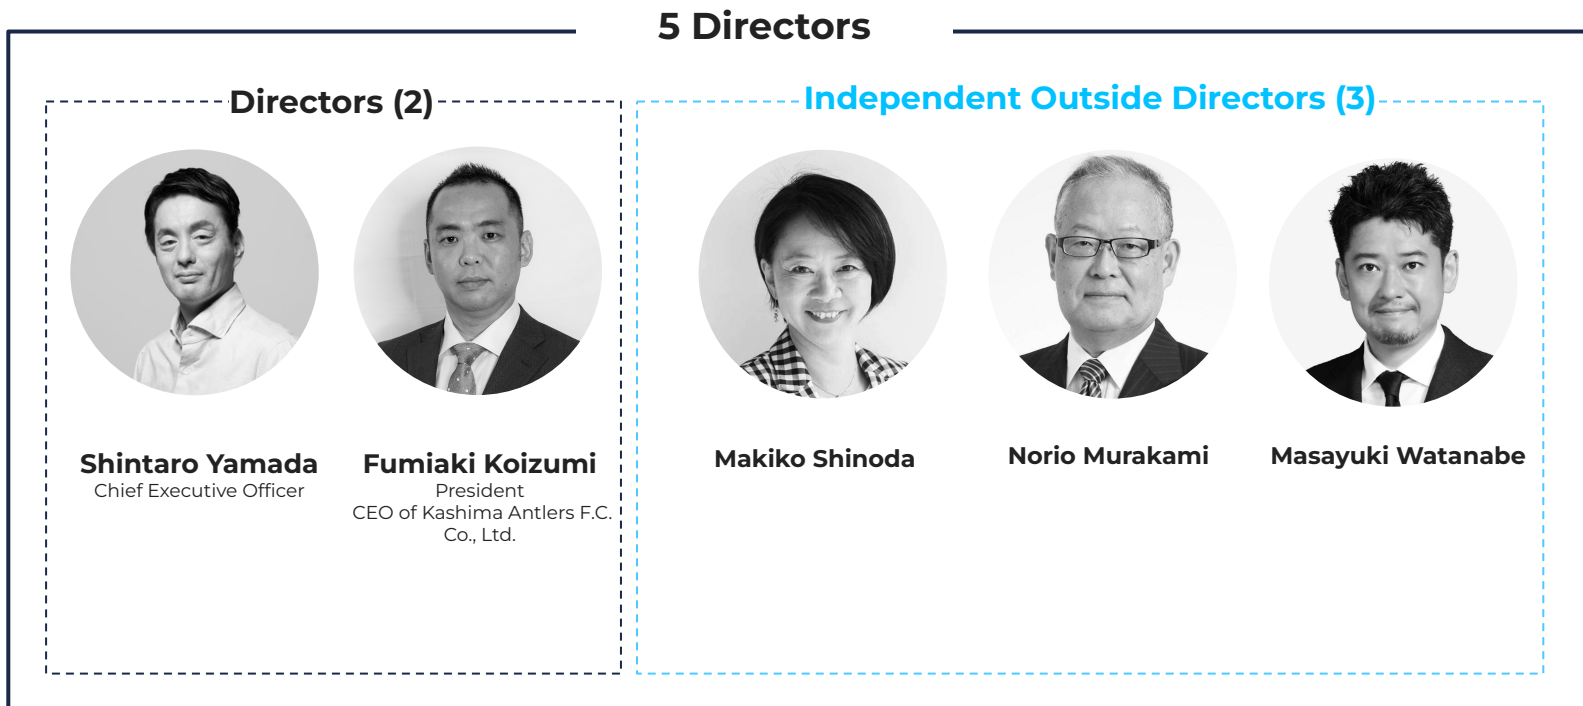 5 Directors
Directors (2)
Independent Outside Directors (3)
Shintaro Yamada
Chief Executive Officer
Fumiaki Koizumi
President
CEO of Kashima Antlers F.C.
Co., Ltd.
Makiko Shinoda
Norio Murakami
Masayuki Watanabe